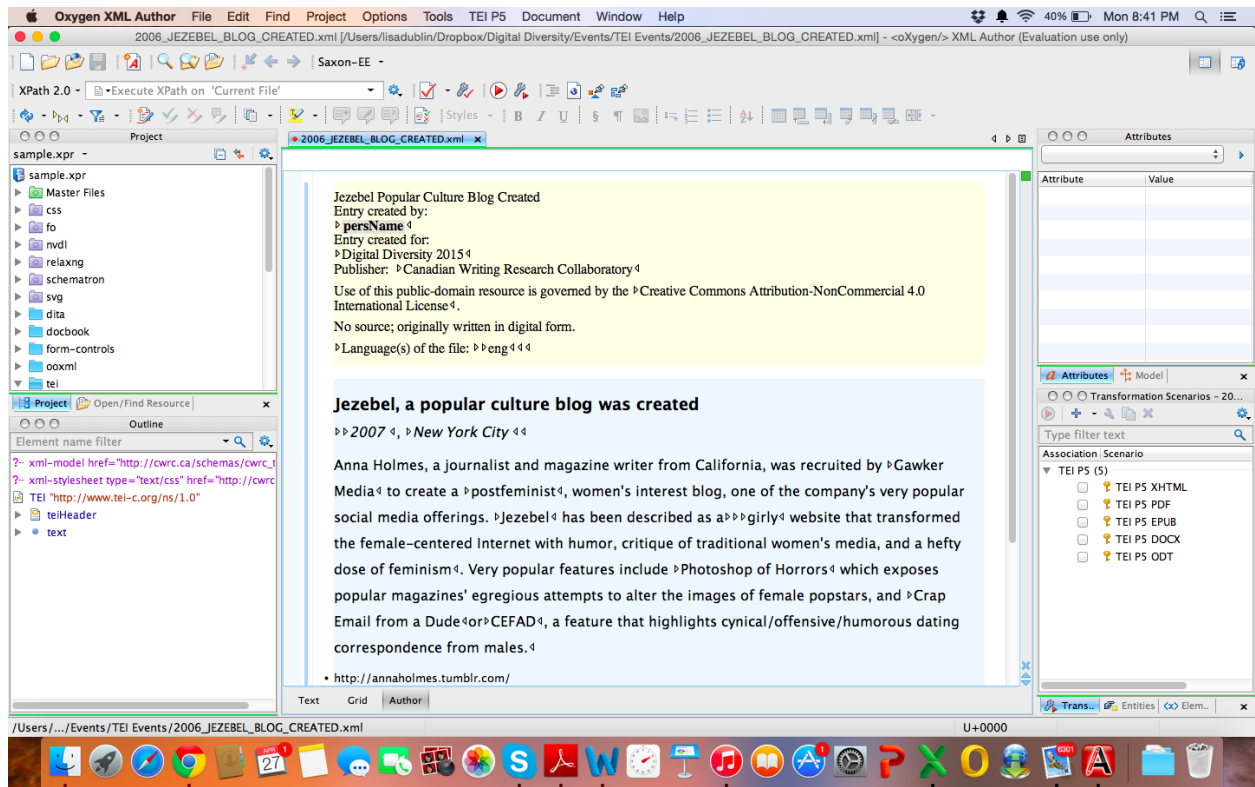 Oxygen XML Author File Edit Find Project Options Tools TEI P5 Document Window Help 40% Mon 8:41 PM
2006_JEZEBEL_BLOG_CREATED.xml [/Users/lisadublin/Dropbox/Digital Diversity/Events/TEI Events/2006_JEZEBEL_BLOG_CREATED.xml] - <oXygen/> XML Author (Evaluation use only)
Saxon-EE
XPath 2.0 Execute XPath on 'Current File'
Styles B I U § ¶
Project
sample.xpr
sample.xpr
Master Files
css
fo
nvdl
relaxng
schematron
svg
dita
docbook
form-controls
ooxml
tei
Project Open/Find Resource
Outline
Element name filter
xml-model href="http://cwrc.ca/schemas/cwrc_t
xml-stylesheet type="text/css" href="http://cwrc
TEI "http://www.tei-c.org/ns/1.0"
teiHeader
text
2006_JEZEBEL_BLOG_CREATED.xml
Jezebel Popular Culture Blog Created
Entry created by:
persName
Entry created for:
Digital Diversity 2015
Publisher: Canadian Writing Research Collaboratory
Use of this public-domain resource is governed by the Creative Commons Attribution-NonCommercial 4.0
International License.
No source; originally written in digital form.
Language(s) of the file: eng
Jezebel, a popular culture blog was created
2007, New York City
Anna Holmes, a journalist and magazine writer from California, was recruited by Gawker
Media to create a postfeminist, women's interest blog, one of the company's very popular
social media offerings. Jezebel has been described as a girly website that transformed
the female-centered Internet with humor, critique of traditional women's media, and a hefty
dose of feminism. Very popular features include Photoshop of Horrors which exposes
popular magazines' egregious attempts to alter the images of female popstars, and Crap
Email from a Dude or CEFAD, a feature that highlights cynical/offensive/humorous dating
correspondence from males.
• http://annaholmes.tumblr.com/
Text Grid Author
Attributes
Attribute Value
Attributes Model
Transformation Scenarios - 20...
Type filter text
Association Scenario
TEI P5 (5)
TEI P5 XHTML
TEI P5 PDF
TEI P5 EPUB
TEI P5 DOCX
TEI P5 ODT
Trans.. Entities Elem..
/Users/.../Events/TEI Events/2006_JEZEBEL_BLOG_CREATED.xml U+0000
APR 27 1 1 6301